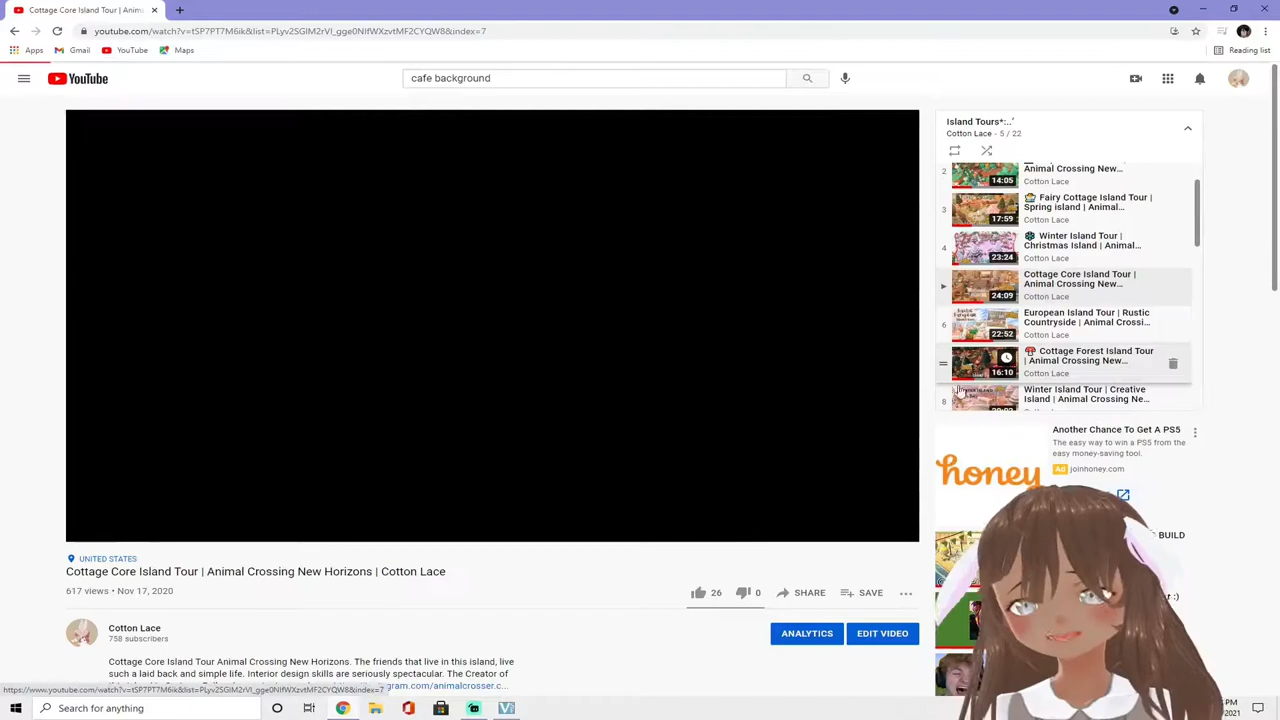 Cottage Core Island Tour | Anima
youtube.com/watch?v=tSP7PT7M6ik&list=PLyv2SGlM2rVl_gge0NlfWXzvtMF2CYQW8&index=7
Apps Gmail YouTube Maps Reading list
YouTube
cafe background
Island Tours*:..'
Cotton Lace - 5 / 22
2
14:05
Animal Crossing New...
Cotton Lace
3
17:59
Fairy Cottage Island Tour |
Spring island | Animal...
Cotton Lace
4
23:24
Winter Island Tour |
Christmas Island | Animal...
Cotton Lace
24:09
Cottage Core Island Tour |
Animal Crossing New...
Cotton Lace
6
22:52
European Island Tour | Rustic
Countryside | Animal Crossi...
Cotton Lace
16:10
Cottage Forest Island Tour
| Animal Crossing New...
Cotton Lace
8
Winter Island Tour | Creative
Island | Animal Crossing Ne...
Another Chance To Get A PS5
The easy way to win a PS5 from the
easy money-saving tool.
Ad joinhoney.com
honey
BUILD
:)
UNITED STATES
Cottage Core Island Tour | Animal Crossing New Horizons | Cotton Lace
617 views • Nov 17, 2020
26 0 SHARE SAVE
Cotton Lace
758 subscribers
ANALYTICS EDIT VIDEO
Cottage Core Island Tour Animal Crossing New Horizons. The friends that live in this island, live
such a laid back and simple life. Interior design skills are seriously spectacular. The Creator of
gram.com/animalcrosser.c...
https://www.youtube.com/watch?v=tSP7PT7M6ik&list=PLyv2SGlM2rVl_gge0NlfWXzvtMF2CYQW8&index=7
Search for anything